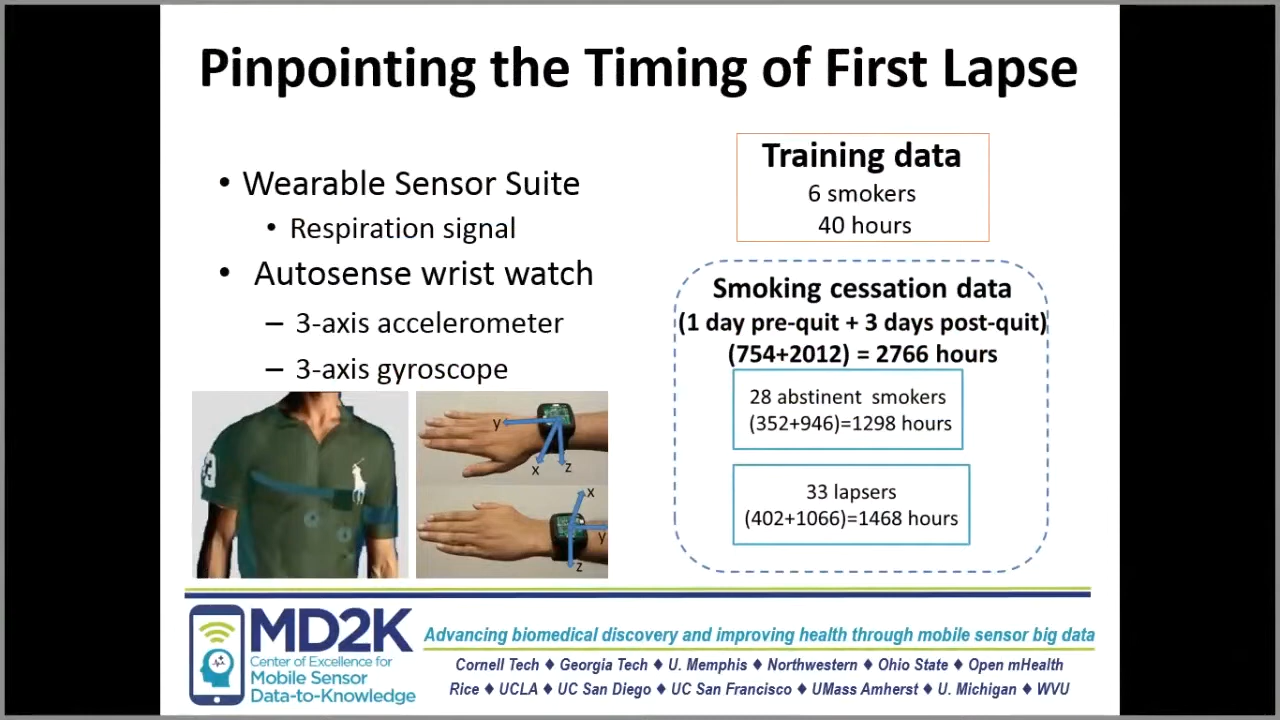 Pinpointing the Timing of First Lapse
• Wearable Sensor Suite
• Respiration signal
• Autosense wrist watch
– 3-axis accelerometer
– 3-axis gyroscope
Training data
6 smokers
40 hours
Smoking cessation data
(1 day pre-quit + 3 days post-quit)
(754+2012) = 2766 hours
28 abstinent smokers
(352+946)=1298 hours
33 lapsers
(402+1066)=1468 hours
3
y
x
z
x
y
z
MD2K
Center of Excellence for
Mobile Sensor
Data-to-Knowledge
Advancing biomedical discovery and improving health through mobile sensor big data
Cornell Tech ♦ Georgia Tech ♦ U. Memphis ♦ Northwestern ♦ Ohio State ♦ Open mHealth
Rice ♦ UCLA ♦ UC San Diego ♦ UC San Francisco ♦ UMass Amherst ♦ U. Michigan ♦ WVU